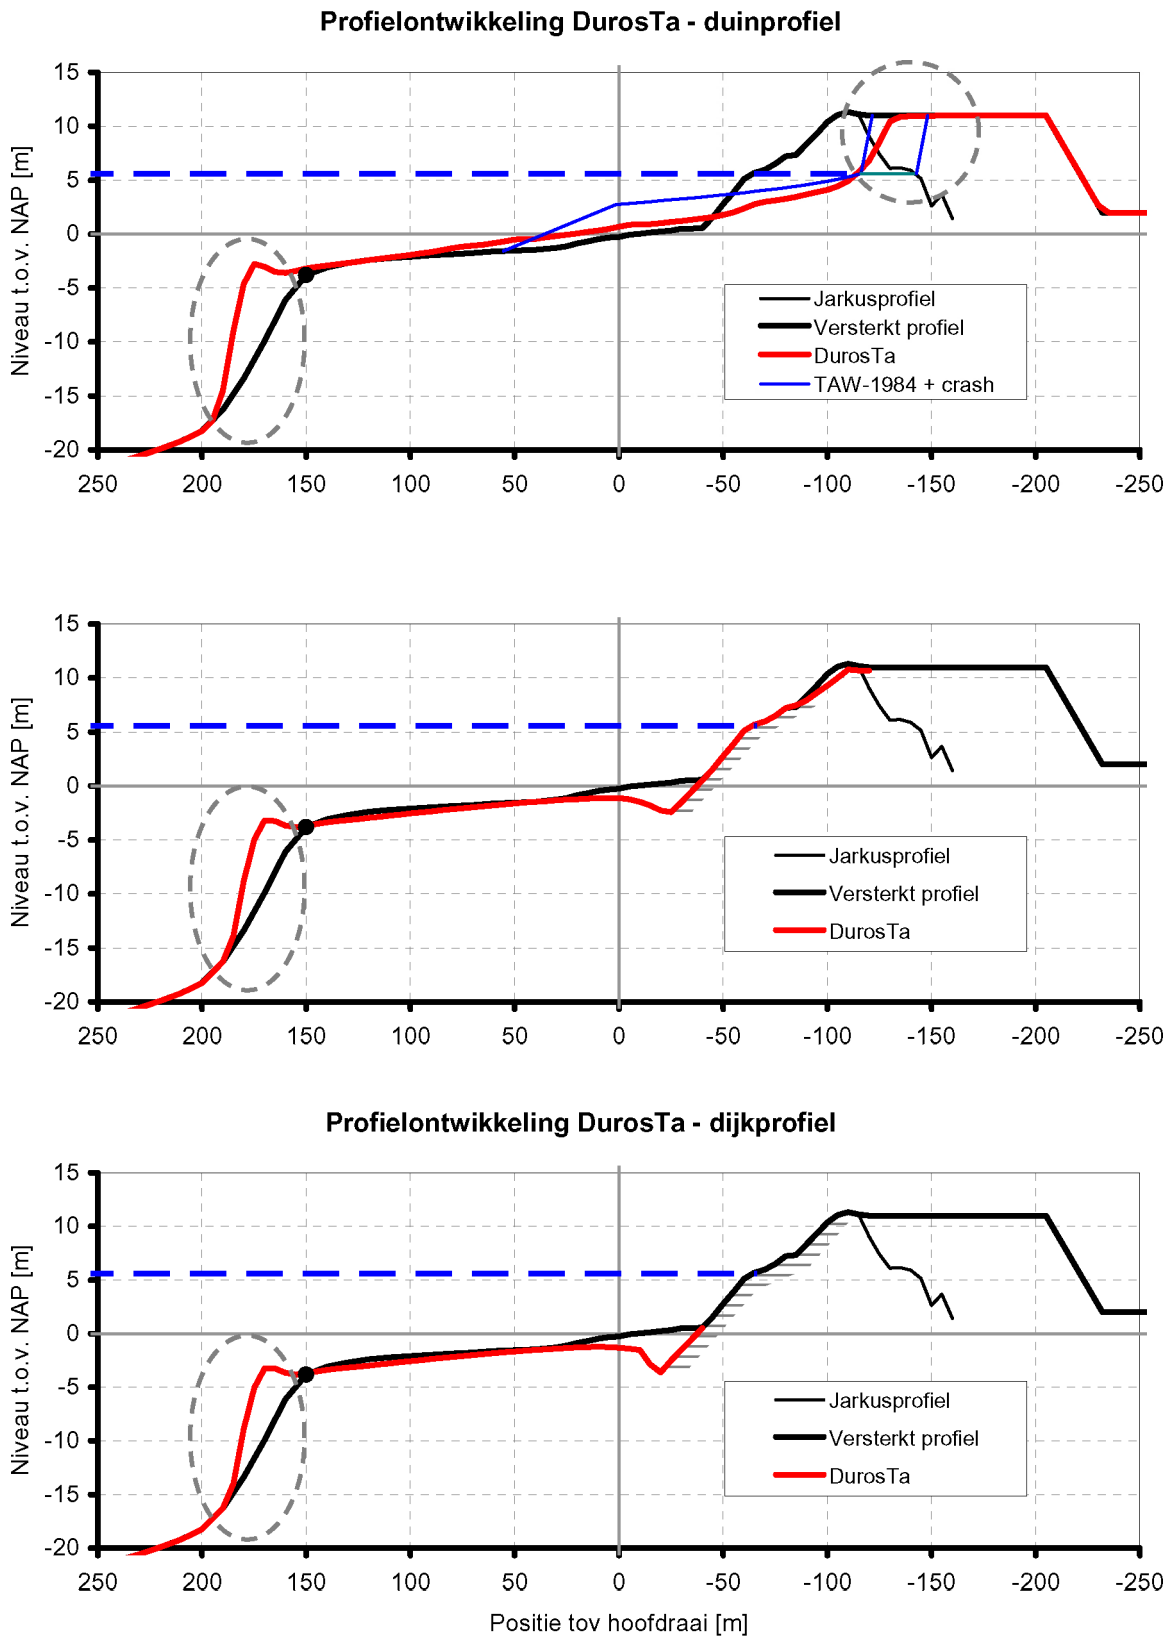 Profielontwikkeling DurosTa - duinprofiel
Niveau t.o.v. NAP [m]
15
10
5
0
-5
-10
-15
-20
250 200 150 100 50 0 -50 -100 -150 -200 -250
Jarkusprofiel
Versterkt profiel
DurosTa
TAW-1984 + crash
Niveau t.o.v. NAP [m]
15
10
5
0
-5
-10
-15
-20
250 200 150 100 50 0 -50 -100 -150 -200 -250
Jarkusprofiel
Versterkt profiel
DurosTa
Profielontwikkeling DurosTa - dijkprofiel
Niveau t.o.v. NAP [m]
15
10
5
0
-5
-10
-15
-20
250 200 150 100 50 0 -50 -100 -150 -200 -250
Jarkusprofiel
Versterkt profiel
DurosTa
Positie tov hoofdraai [m]